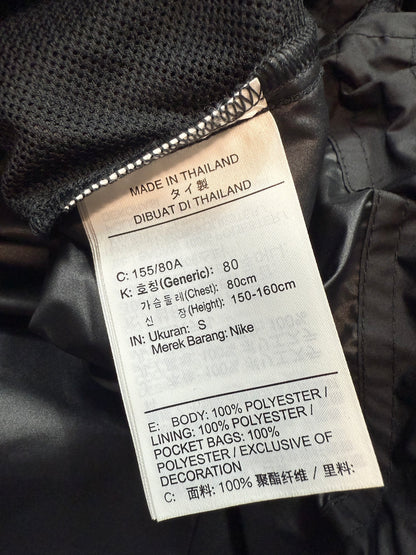 MADE IN THAILAND
タイ製
DIBUAT DI THAILAND
C: 155/80A
K: 호칭(Generic): 80
가슴둘레(Chest): 80cm
신 장(Height): 150-160cm
IN: Ukuran: S
Merek Barang: Nike
E: BODY: 100% POLYESTER /
LINING: 100% POLYESTER /
POCKET BAGS: 100%
POLYESTER / EXCLUSIVE OF
DECORATION
C: 面料: 100% 聚酯纤维 / 里料: